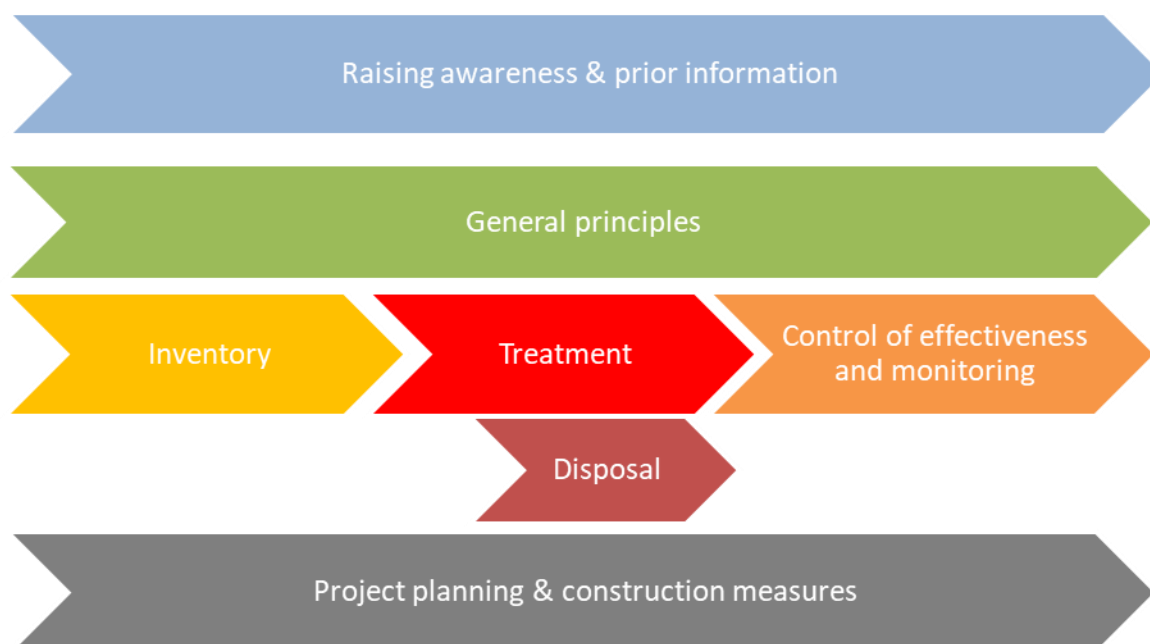 Raising awareness & prior information
General principles
Inventory
Treatment
Control of effectiveness
and monitoring
Disposal
Project planning & construction measures